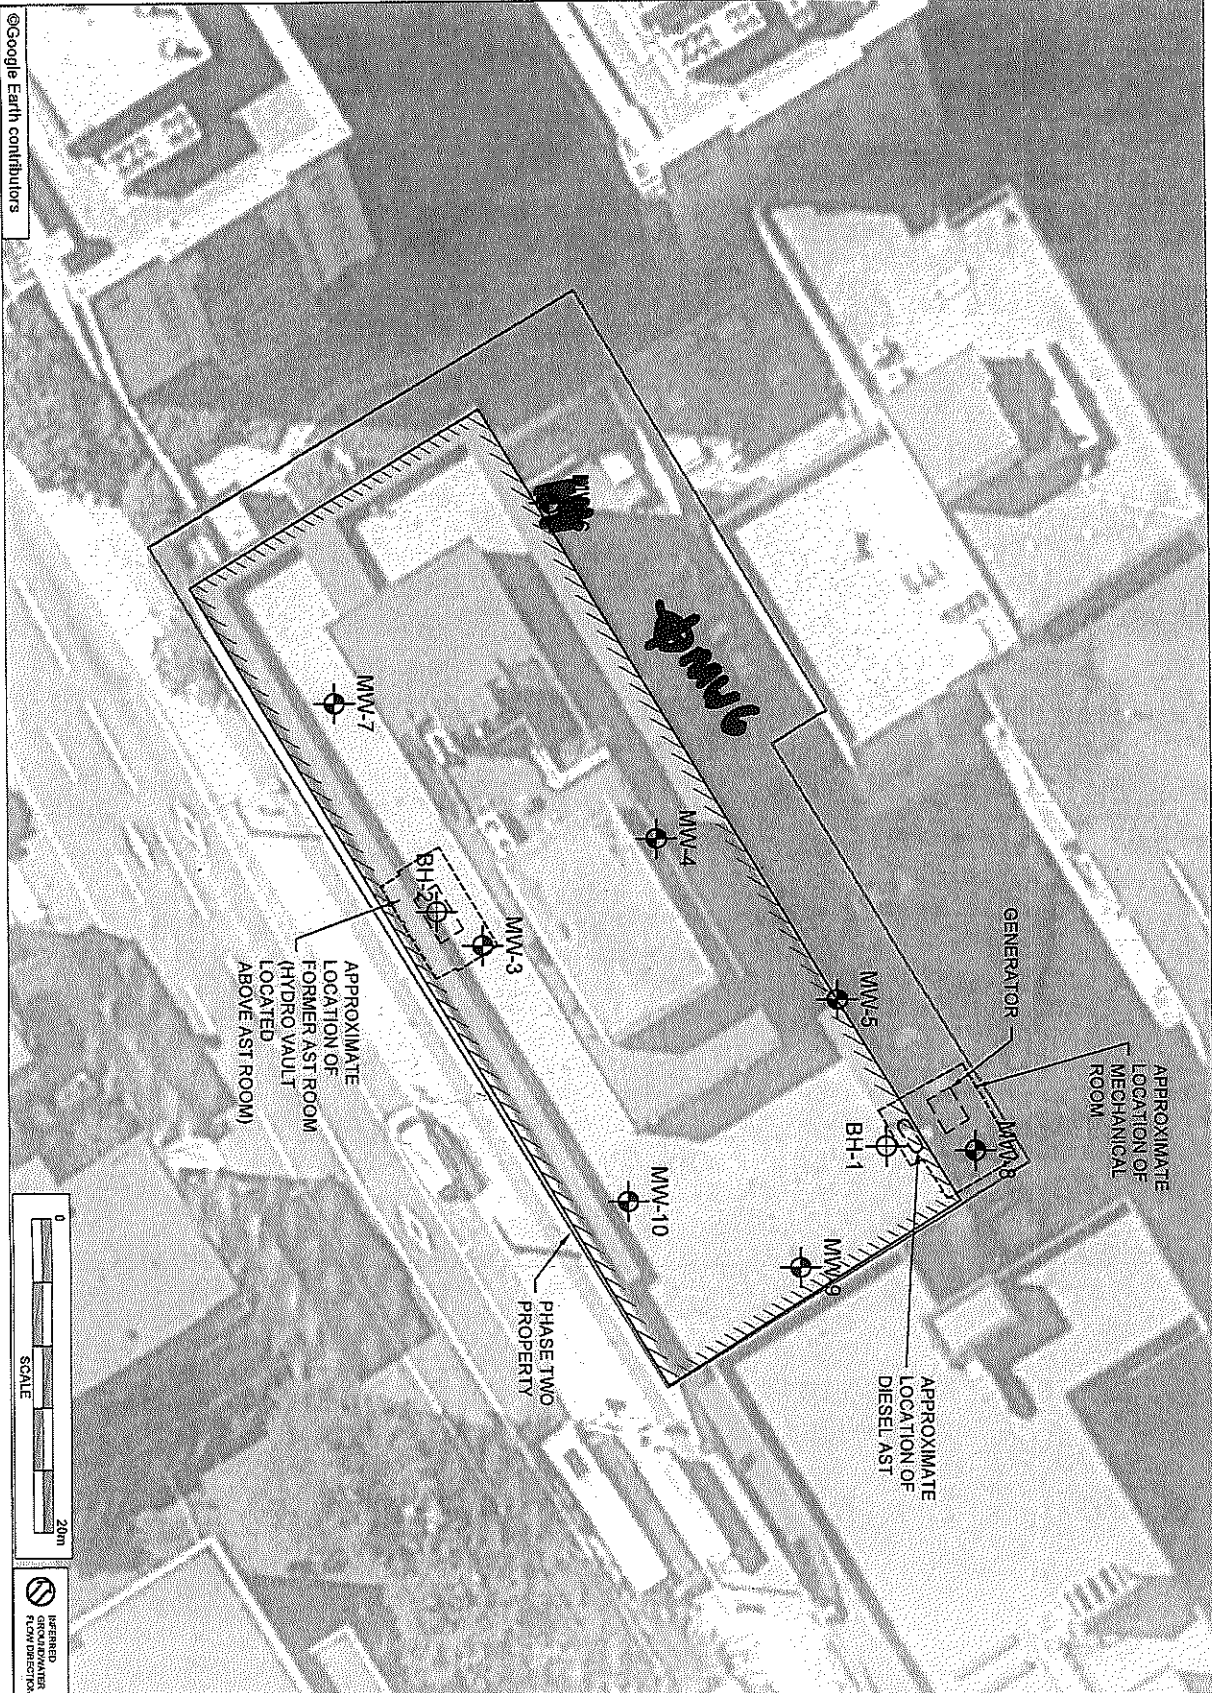 APPROXIMATE
LOCATION OF
MECHANICAL
ROOM
GENERATOR
MW-8
BH-1
MW-5
APPROXIMATE
LOCATION OF
DIESEL AST
MW-9
MW-10
MW6
MW-4
MW-7
MW-3
BH-2
APPROXIMATE
LOCATION OF
FORMER AST ROOM
(HYDRO VAULT
LOCATED
ABOVE AST ROOM)
PHASE TWO
PROPERTY
©Google Earth contributors
0
20m
SCALE
INFERRED
GROUNDWATER
FLOW DIRECTION